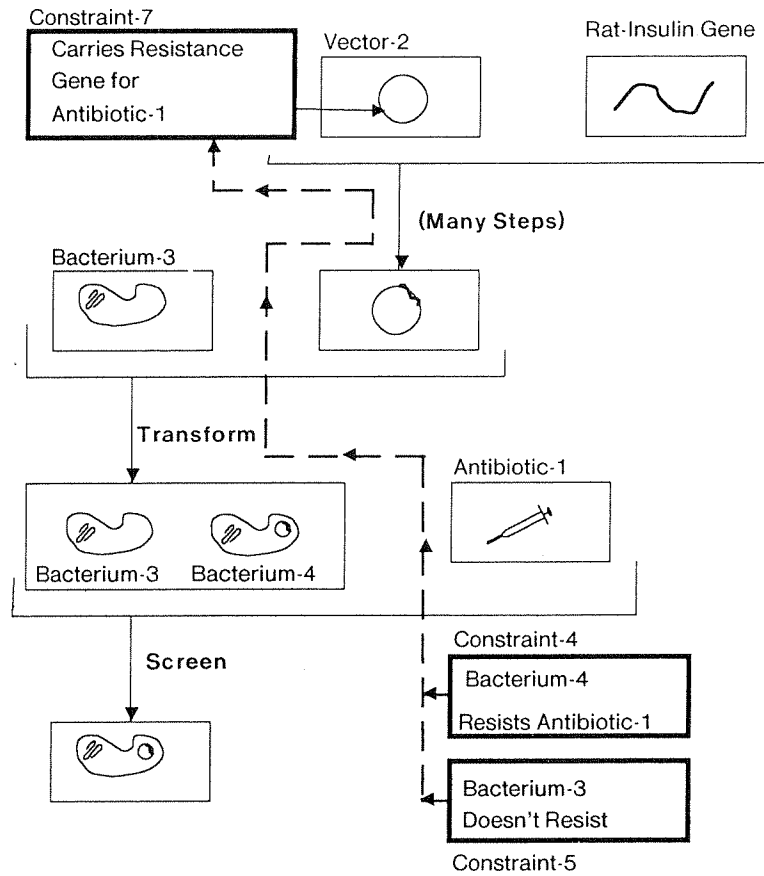 Constraint-7
Carries Resistance
Gene for
Antibiotic-1
Vector-2
Rat-Insulin Gene
(Many Steps)
Bacterium-3
Transform
Antibiotic-1
Bacterium-3
Bacterium-4
Screen
Constraint-4
Bacterium-4
Resists Antibiotic-1
Bacterium-3
Doesn't Resist
Constraint-5